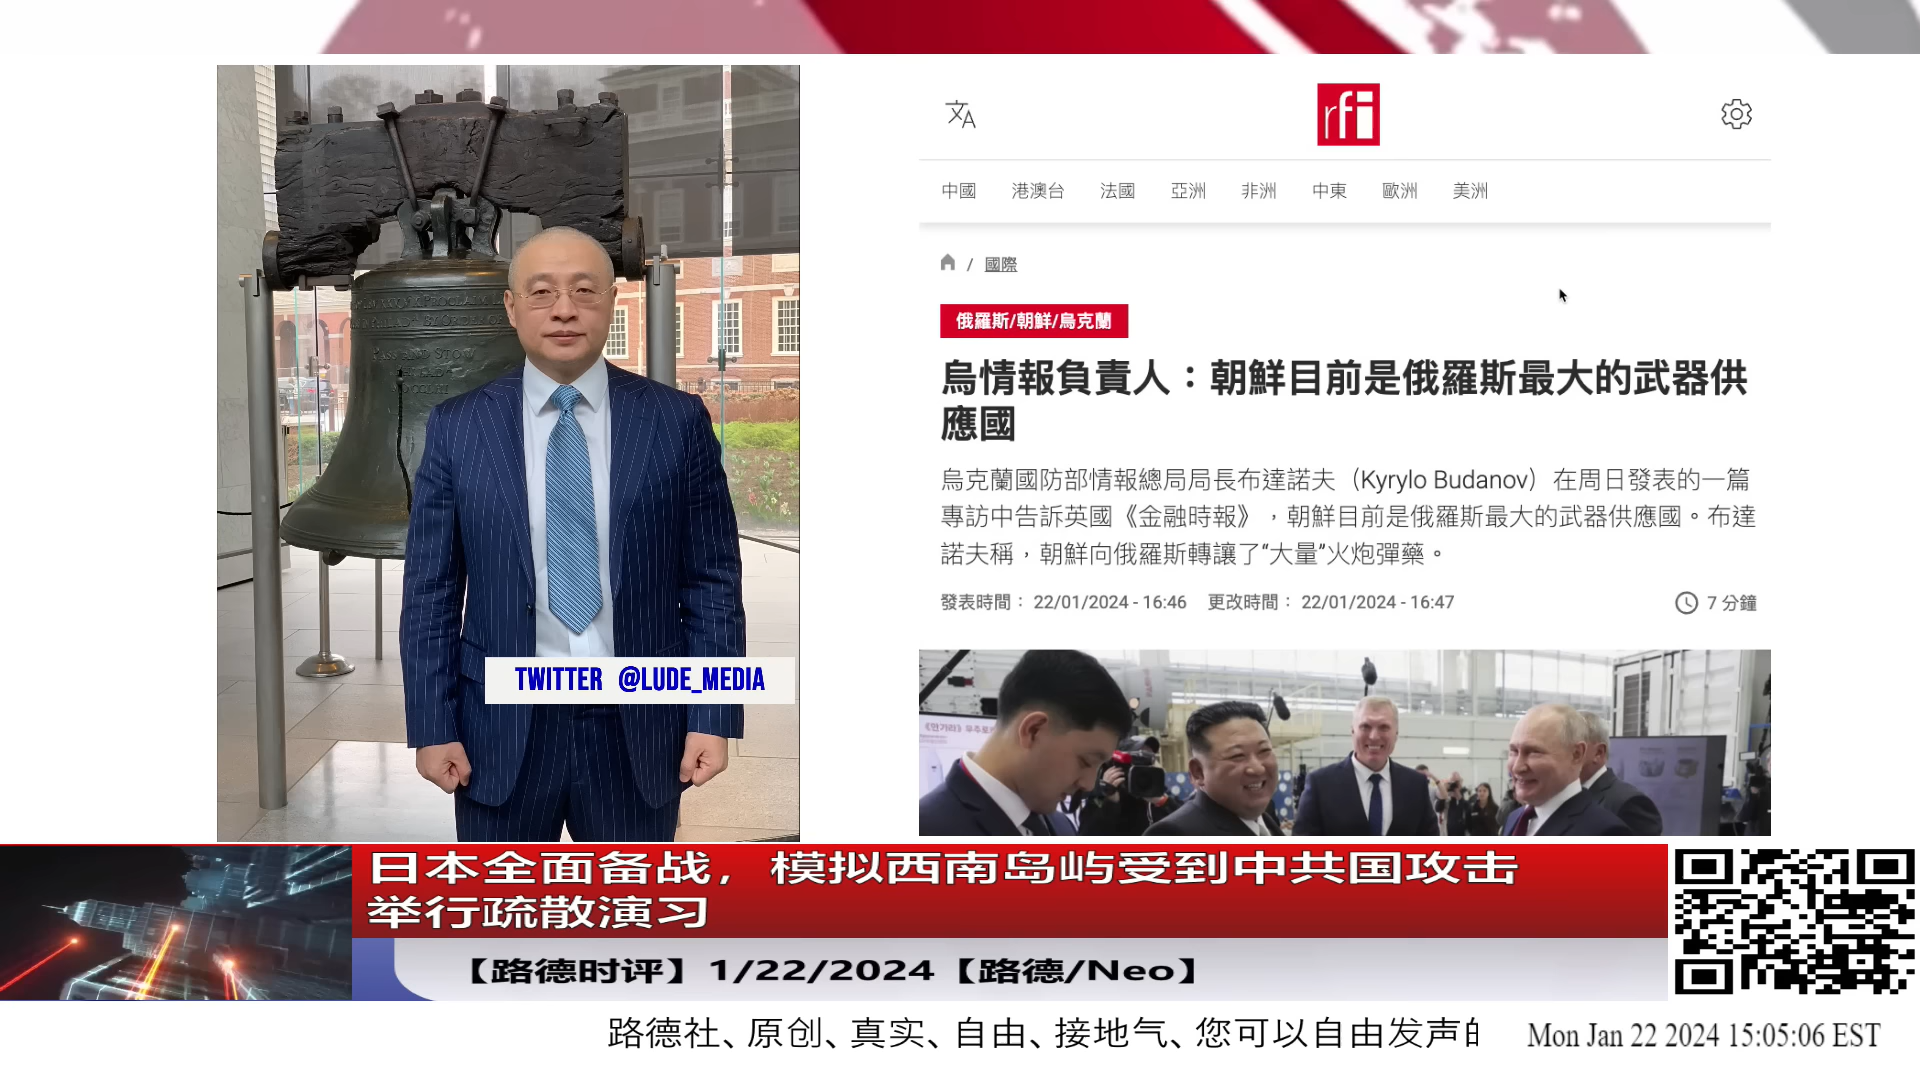 PASS AND STOW
TWITTER @LUDE_MEDIA
文A
rfi
中國 港澳台 法國 亞洲 非洲 中東 歐洲 美洲
/ 國際
俄羅斯/朝鮮/烏克蘭
烏情報負責人：朝鮮目前是俄羅斯最大的武器供
應國
烏克蘭國防部情報總局局長布達諾夫（Kyrylo Budanov）在周日發表的一篇
專訪中告訴英國《金融時報》，朝鮮目前是俄羅斯最大的武器供應國。布達
諾夫稱，朝鮮向俄羅斯轉讓了“大量”火炮彈藥。
發表時間： 22/01/2024 - 16:46 更改時間： 22/01/2024 - 16:47
7 分鐘
日本全面备战，模拟西南岛屿受到中共国攻击
举行疏散演习
【路德时评】1/22/2024【路德/Neo】
路德社、原创、真实、自由、接地气、您可以自由发声的
Mon Jan 22 2024 15:05:06 EST